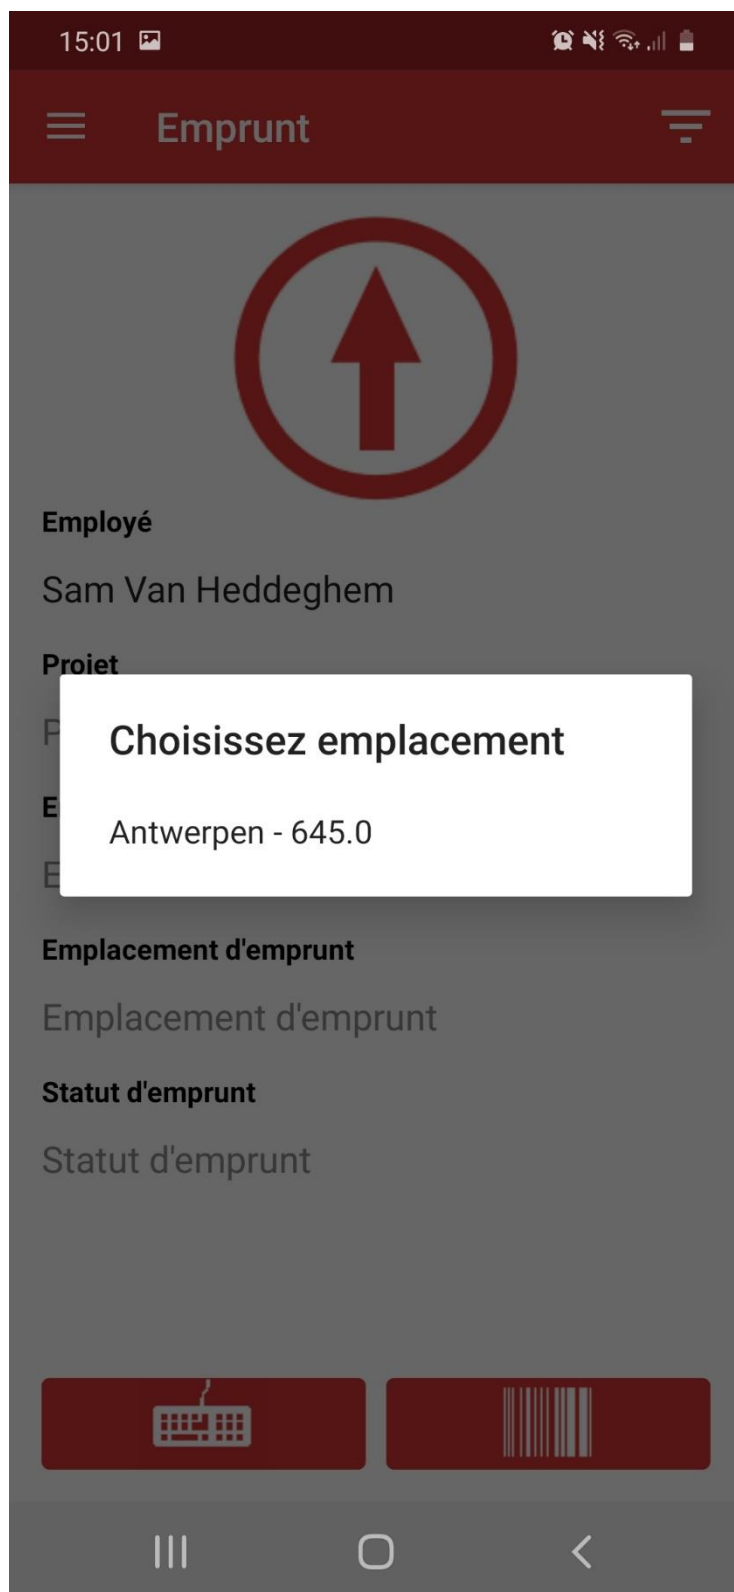 15:01
Emprunt
Employé
Sam Van Heddeghem
Projet
P
Choisissez emplacement
E
Antwerpen - 645.0
E
Emplacement d'emprunt
Emplacement d'emprunt
Statut d'emprunt
Statut d'emprunt